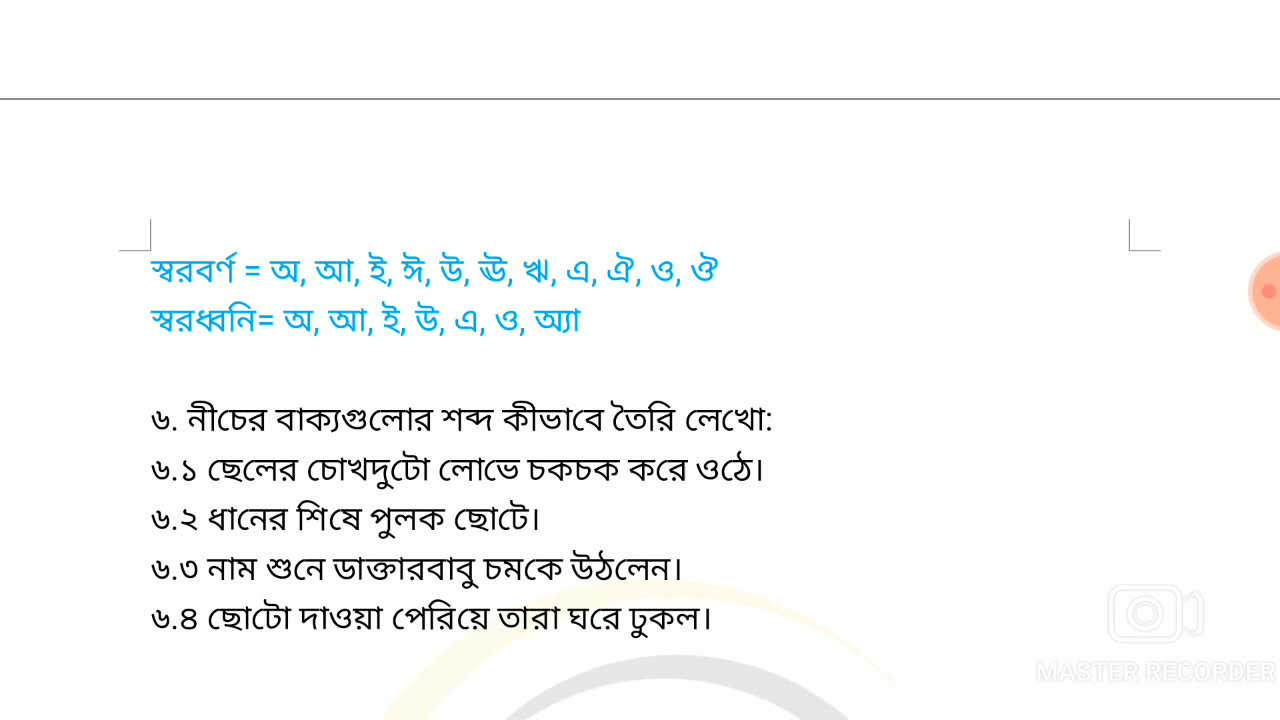 স্বরবর্ণ = অ, আ, ই, ঈ, উ, ঊ, ঋ, এ, ঐ, ও, ঔ
স্বরধ্বনি= অ, আ, ই, উ, এ, ও, অ্যা
৬. নীচের বাক্যগুলোর শব্দ কীভাবে তৈরি লেখো:
৬.১ ছেলের চোখদুটো লোভে চকচক করে ওঠে।
৬.২ ধানের শিষে পুলক ছোটে।
৬.৩ নাম শুনে ডাক্তারবাবু চমকে উঠলেন।
৬.৪ ছোটো দাওয়া পেরিয়ে তারা ঘরে ঢুকল।
MASTER RECORDER